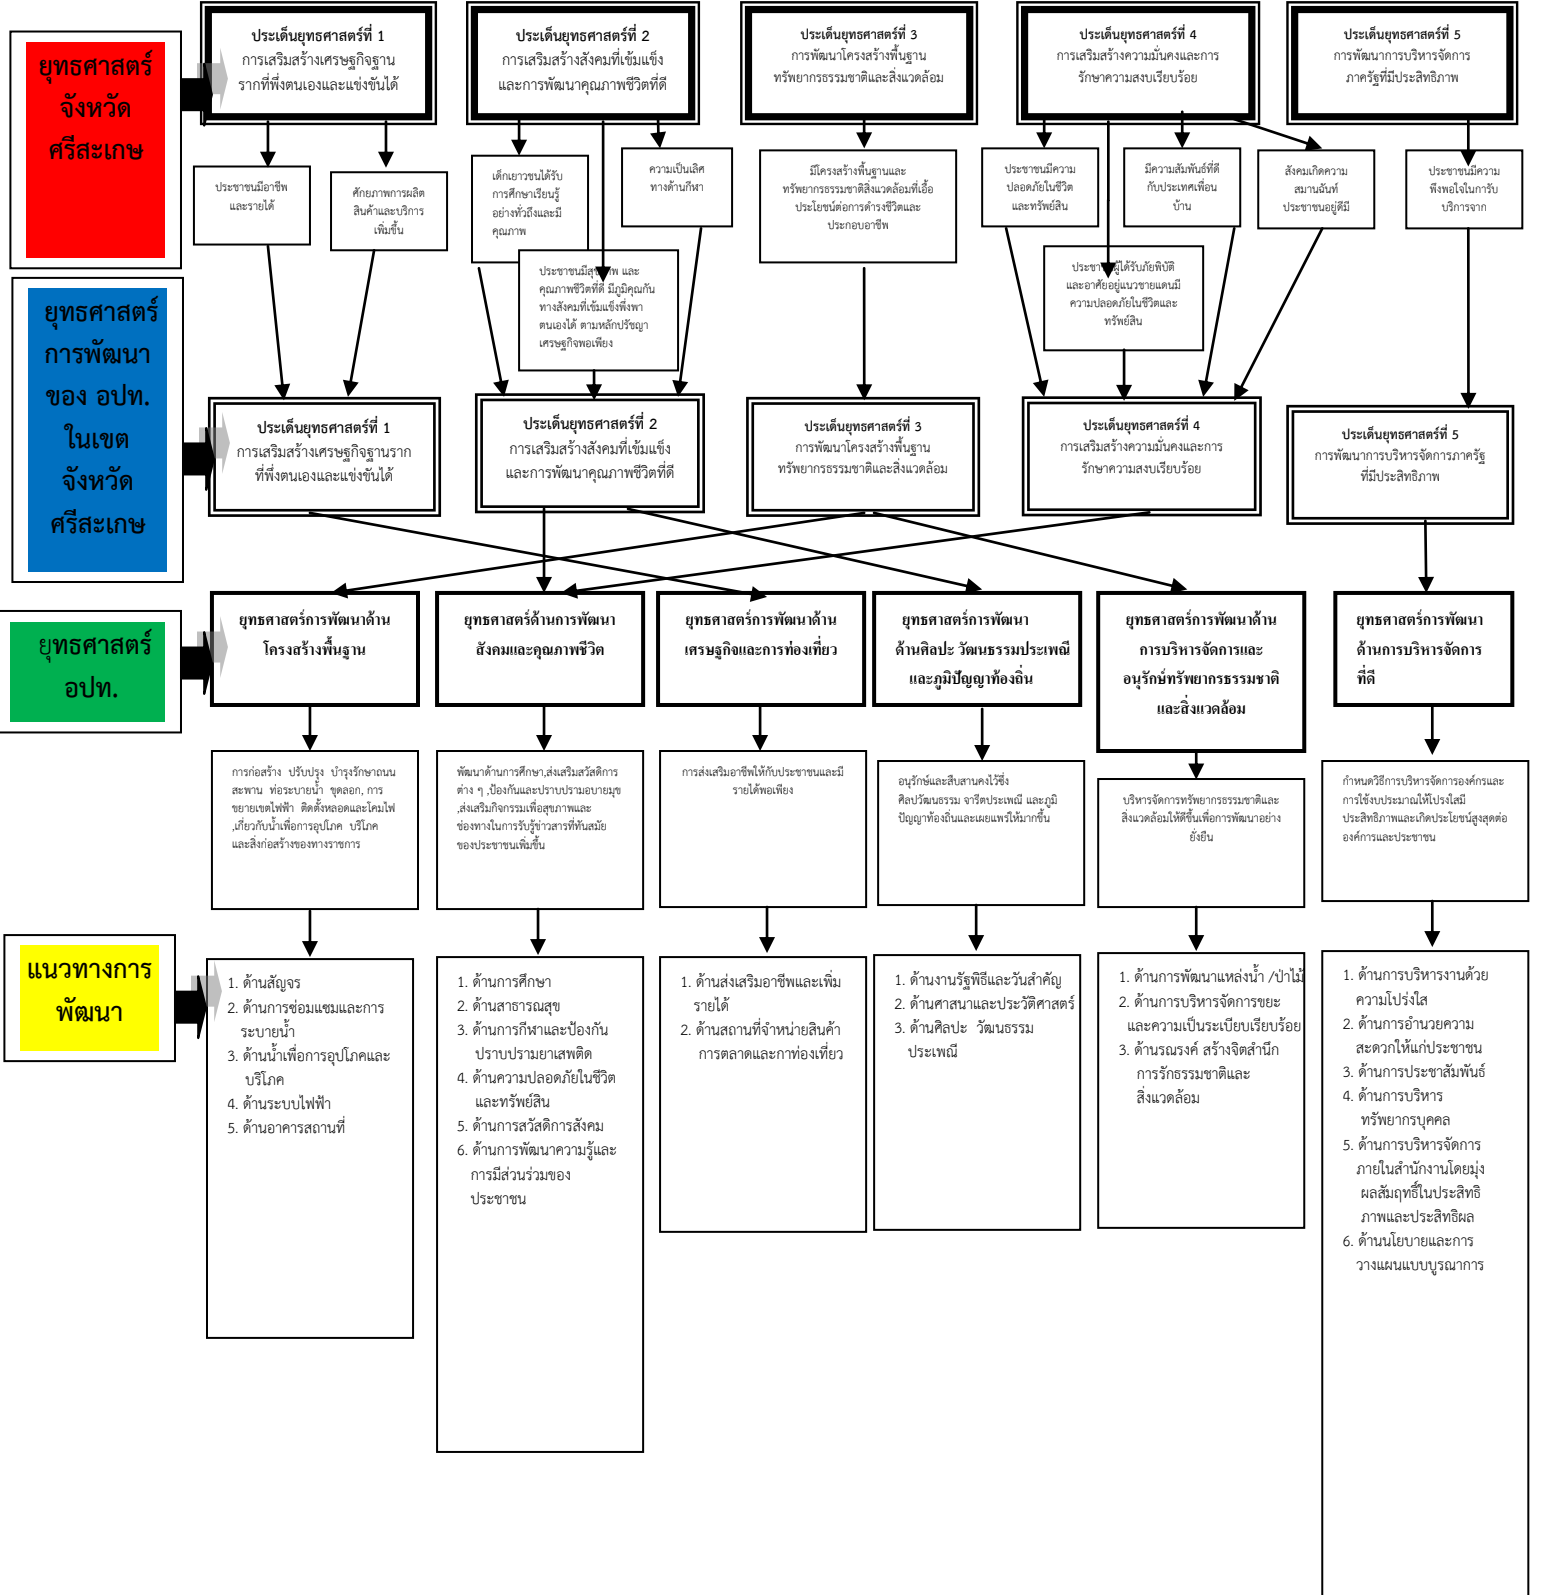 ยุทธศาสตร์
จังหวัด
ศรีสะเกษ
ประเด็นยุทธศาสตร์ที่ 1
การเสริมสร้างเศรษฐกิจฐาน
รากที่พึ่งตนเองและแข่งขันได้
ประเด็นยุทธศาสตร์ที่ 2
การเสริมสร้างสังคมที่เข้มแข็ง
และการพัฒนาคุณภาพชีวิตที่ดี
ประเด็นยุทธศาสตร์ที่ 3
การพัฒนาโครงสร้างพื้นฐาน
ทรัพยากรธรรมชาติและสิ่งแวดล้อม
ประเด็นยุทธศาสตร์ที่ 4
การเสริมสร้างความมั่นคงและการ
รักษาความสงบเรียบร้อย
ประเด็นยุทธศาสตร์ที่ 5
การพัฒนาการบริหารจัดการ
ภาครัฐที่มีประสิทธิภาพ
ประชาชนมีอาชีพ
และรายได้
ศักยภาพการผลิต
สินค้าและบริการ
เพิ่มขึ้น
เด็กเยาวชนได้รับ
การศึกษาเรียนรู้
อย่างทั่วถึงและมี
คุณภาพ
ความเป็นเลิศ
ทางด้านกีฬา
ประชาชนมีสุขภาพ และ
คุณภาพชีวิตที่ดี มีภูมิคุณกัน
ทางสังคมที่เข้มแข็งพึ่งพา
ตนเองได้ ตามหลักปรัชญา
เศรษฐกิจพอเพียง
มีโครงสร้างพื้นฐานและ
ทรัพยากรธรรมชาติสิ่งแวดล้อมที่เอื้อ
ประโยชน์ต่อการดำรงชีวิตและ
ประกอบอาชีพ
ประชาชนมีความ
ปลอดภัยในชีวิต
และทรัพย์สิน
มีความสัมพันธ์ที่ดี
กับประเทศเพื่อน
บ้าน
สังคมเกิดความ
สมานฉันท์
ประชาชนอยู่ดีมี
ประชาชนผู้ได้รับภัยพิบัติ
และอาศัยอยู่แนวชายแดนมี
ความปลอดภัยในชีวิตและ
ทรัพย์สิน
ประชาชนมีความ
พึงพอใจในการับ
บริการจาก
ยุทธศาสตร์
การพัฒนา
ของ อปท.
ในเขต
จังหวัด
ศรีสะเกษ
ประเด็นยุทธศาสตร์ที่ 1
การเสริมสร้างเศรษฐกิจฐานราก
ที่พึ่งตนเองและแข่งขันได้
ประเด็นยุทธศาสตร์ที่ 2
การเสริมสร้างสังคมที่เข้มแข็ง
และการพัฒนาคุณภาพชีวิตที่ดี
ประเด็นยุทธศาสตร์ที่ 3
การพัฒนาโครงสร้างพื้นฐาน
ทรัพยากรธรรมชาติและสิ่งแวดล้อม
ประเด็นยุทธศาสตร์ที่ 4
การเสริมสร้างความมั่นคงและการ
รักษาความสงบเรียบร้อย
ประเด็นยุทธศาสตร์ที่ 5
การพัฒนาการบริหารจัดการภาครัฐ
ที่มีประสิทธิภาพ
ยุทธศาสตร์
อปท.
ยุทธศาสตร์การพัฒนาด้าน
โครงสร้างพื้นฐาน
ยุทธศาสตร์ด้านการพัฒนา
สังคมและคุณภาพชีวิต
ยุทธศาสตร์การพัฒนาด้าน
เศรษฐกิจและการท่องเที่ยว
ยุทธศาสตร์การพัฒนา
ด้านศิลปะ วัฒนธรรมประเพณี
และภูมิปัญญาท้องถิ่น
ยุทธศาสตร์การพัฒนาด้าน
การบริหารจัดการและ
อนุรักษ์ทรัพยากรธรรมชาติ
และสิ่งแวดล้อม
ยุทธศาสตร์การพัฒนา
ด้านการบริหารจัดการ
ที่ดี
การก่อสร้าง ปรับปรุง บำรุงรักษาถนน
สะพาน ท่อระบายน้ำ ขุดลอก, การ
ขยายเขตไฟฟ้า ติดตั้งหลอดและโคมไฟ
,เกี่ยวกับน้ำเพื่อการอุปโภค บริโภค
และสิ่งก่อสร้างของทางราชการ
พัฒนาด้านการศึกษา,ส่งเสริมสวัสดิการ
ต่าง ๆ ,ป้องกันและปราบปรามอบายมุข
,ส่งเสริมกิจกรรมเพื่อสุขภาพและ
ช่องทางในการรับรู้ข่าวสารที่ทันสมัย
ของประชาชนเพิ่มขึ้น
การส่งเสริมอาชีพให้กับประชาชนและมี
รายได้พอเพียง
อนุรักษ์และสืบสานคงไว้ซึ่ง
ศิลปวัฒนธรรม จารีตประเพณี และภูมิ
ปัญญาท้องถิ่นและเผยแพร่ให้มากขึ้น
บริหารจัดการทรัพยากรธรรมชาติและ
สิ่งแวดล้อมให้ดีขึ้นเพื่อการพัฒนาอย่าง
ยั่งยืน
กำหนดวิธีการบริหารจัดการองค์กรและ
การใช้งบประมาณให้โปร่งใสมี
ประสิทธิภาพและเกิดประโยชน์สูงสุดต่อ
องค์การและประชาชน
แนวทางการ
พัฒนา
1. ด้านสัญจร
2. ด้านการซ่อมแซมและการ
ระบายน้ำ
3. ด้านน้ำเพื่อการอุปโภคและ
บริโภค
4. ด้านระบบไฟฟ้า
5. ด้านอาคารสถานที่
1. ด้านการศึกษา
2. ด้านสาธารณสุข
3. ด้านการกีฬาและป้องกัน
ปราบปรามยาเสพติด
4. ด้านความปลอดภัยในชีวิต
และทรัพย์สิน
5. ด้านการสวัสดิการสังคม
6. ด้านการพัฒนาความรู้และ
การมีส่วนร่วมของ
ประชาชน
1. ด้านส่งเสริมอาชีพและเพิ่ม
รายได้
2. ด้านสถานที่จำหน่ายสินค้า
การตลาดและกาท่องเที่ยว
1. ด้านงานรัฐพิธีและวันสำคัญ
2. ด้านศาสนาและประวัติศาสตร์
3. ด้านศิลปะ วัฒนธรรม
ประเพณี
1. ด้านการพัฒนาแหล่งน้ำ /ป่าไม้
2. ด้านการบริหารจัดการขยะ
และความเป็นระเบียบเรียบร้อย
3. ด้านรณรงค์ สร้างจิตสำนึก
การรักธรรมชาติและ
สิ่งแวดล้อม
1. ด้านการบริหารงานด้วย
ความโปร่งใส
2. ด้านการอำนวยความ
สะดวกให้แก่ประชาชน
3. ด้านการประชาสัมพันธ์
4. ด้านการบริหาร
ทรัพยากรบุคคล
5. ด้านการบริหารจัดการ
ภายในสำนักงานโดยมุ่ง
ผลสัมฤทธิ์ในประสิทธิ
ภาพและประสิทธิผล
6. ด้านนโยบายและการ
วางแผนแบบบูรณาการ